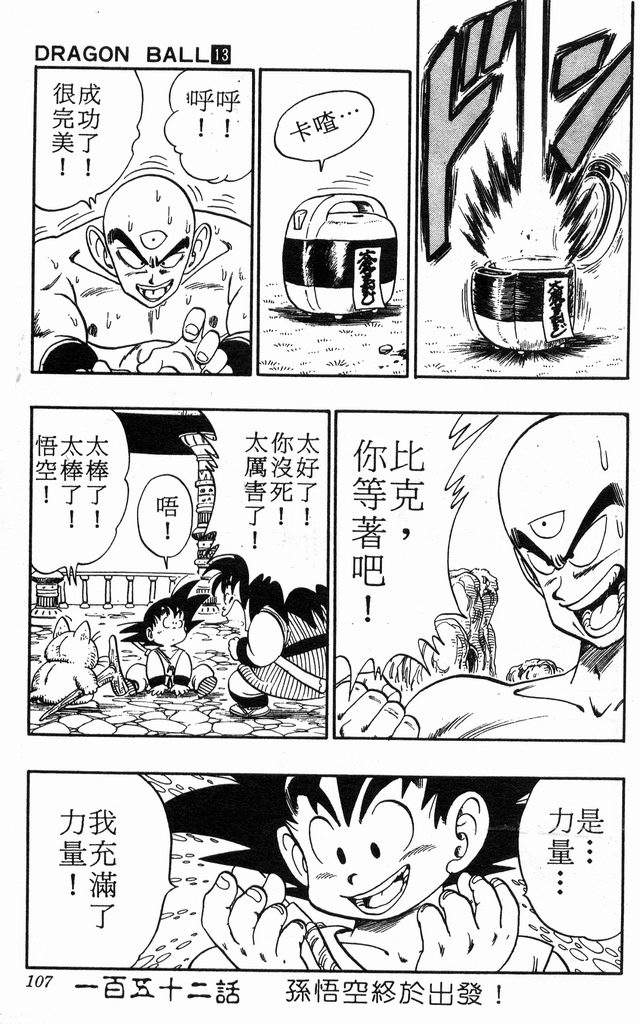 DRAGON BALL 13
ドン
卡喳…
呼！
呼！
成功了！
很完美！
比克，
你等著吧！
太好了！
你沒死！
太厲害了！
唔！
太棒了！
太棒了！
悟空！
是…
力量…
我充滿了
力量！
107 一百五十二話 孫悟空終於出發！